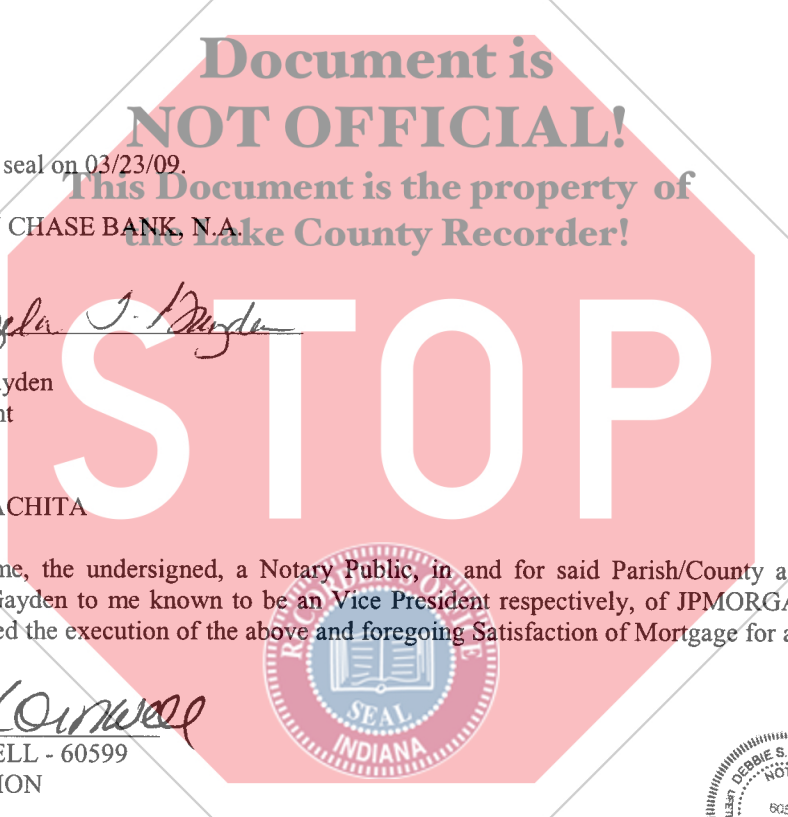 Document is
NOT OFFICIAL!
seal on 03/23/09.
This Document is the property of
CHASE BANK, N.A.
the Lake County Recorder!
STOP
yden
nt
ACHITA
me, the undersigned, a Notary Public, in and for said Parish/County a
Gayden to me known to be an Vice President respectively, of JPMORGA
ed the execution of the above and foregoing Satisfaction of Mortgage for a
SEAL
INDIANA
ELL - 60599
ION
DEBBIE S.
NOT
605